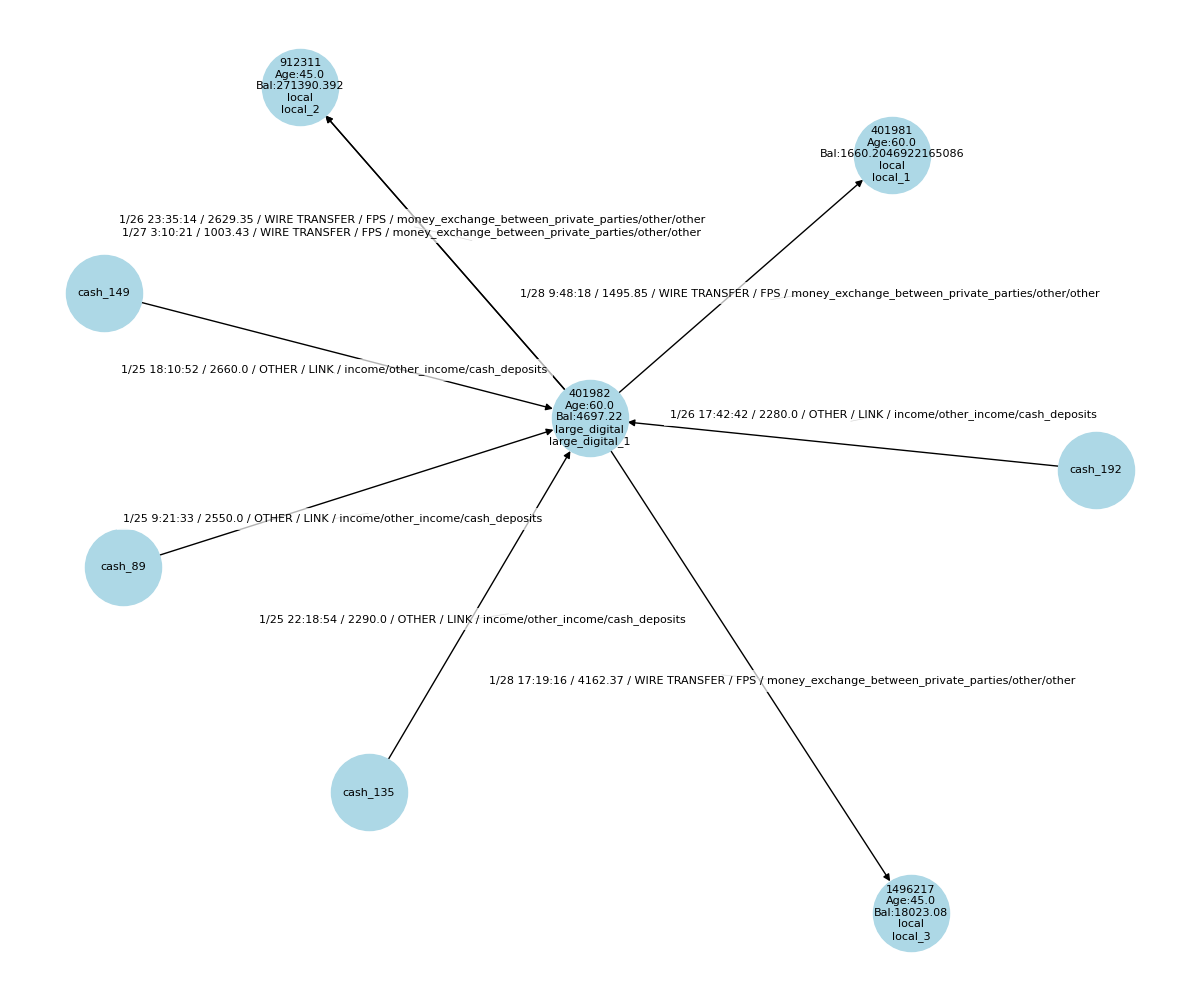 912311
Age:45.0
Bal:271390.392
local
local_2
401981
Age:60.0
Bal:1660.2046922165086
local
local_1
1/26 23:35:14 / 2629.35 / WIRE TRANSFER / FPS / money_exchange_between_private_parties/other/other
1/27 3:10:21 / 1003.43 / WIRE TRANSFER / FPS / money_exchange_between_private_parties/other/other
cash_149
1/28 9:48:18 / 1495.85 / WIRE TRANSFER / FPS / money_exchange_between_private_parties/other/other
1/25 18:10:52 / 2660.0 / OTHER / LINK / income/other_income/cash_deposits
401982
Age:60.0
Bal:4697.22
large_digital
large_digital_1
1/26 17:42:42 / 2280.0 / OTHER / LINK / income/other_income/cash_deposits
cash_192
1/25 9:21:33 / 2550.0 / OTHER / LINK / income/other_income/cash_deposits
cash_89
1/25 22:18:54 / 2290.0 / OTHER / LINK / income/other_income/cash_deposits
1/28 17:19:16 / 4162.37 / WIRE TRANSFER / FPS / money_exchange_between_private_parties/other/other
cash_135
1496217
Age:45.0
Bal:18023.08
local
local_3